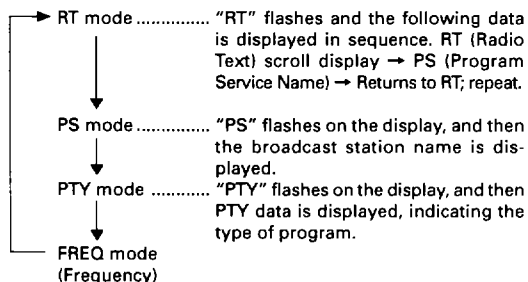 RT mode .............. “RT” flashes and the following data
is displayed in sequence. RT (Radio
Text) scroll display → PS (Program
Service Name) → Returns to RT; repeat.
PS mode .............. “PS” flashes on the display, and then
the broadcast station name is dis-
played.
PTY mode ............ “PTY” flashes on the display, and then
PTY data is displayed, indicating the
type of program.
FREQ mode
(Frequency)